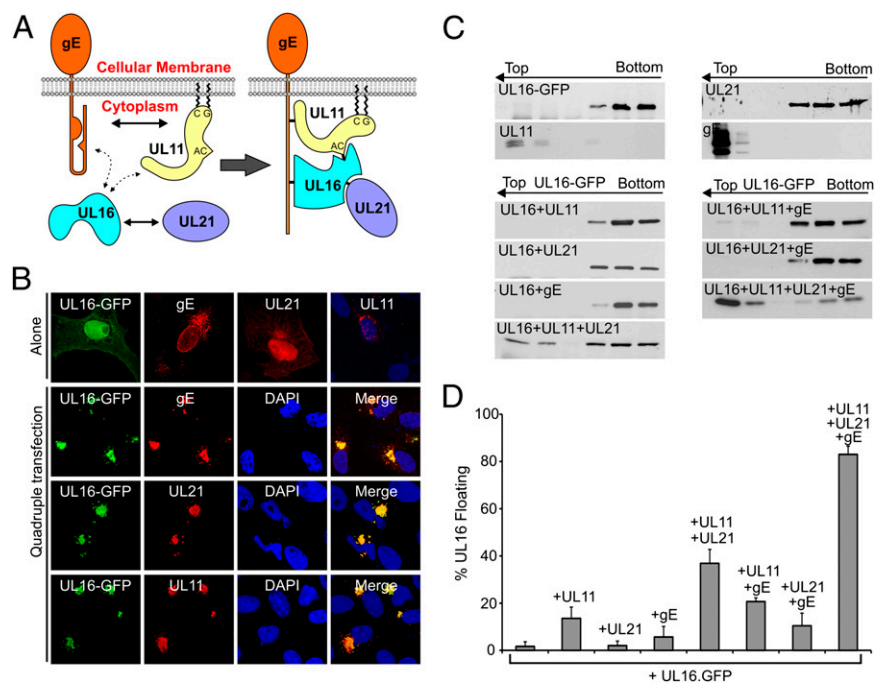 A
gE
Cellular Membrane
Cytoplasm
C G
UL11
AC
UL16
UL21
gE
UL11
C G
AC
UL16
UL21
B
Alone
UL16-GFP
gE
UL21
UL11
Quadruple transfection
UL16-GFP
gE
DAPI
Merge
UL16-GFP
UL21
DAPI
Merge
UL16-GFP
UL11
DAPI
Merge
C
Top Bottom
UL16-GFP
UL11
Top Bottom
UL21
gE
Top UL16-GFP Bottom
UL16+UL11
UL16+UL21
UL16+gE
UL16+UL11+UL21
Top UL16-GFP Bottom
UL16+UL11+gE
UL16+UL21+gE
UL16+UL11+UL21+gE
D
% UL16 Floating
100
80
60
40
20
0
+UL11
+UL21
+gE
+UL11
+UL21
+UL11
+gE
+UL21
+gE
+UL11
+UL21
+gE
+ UL16.GFP